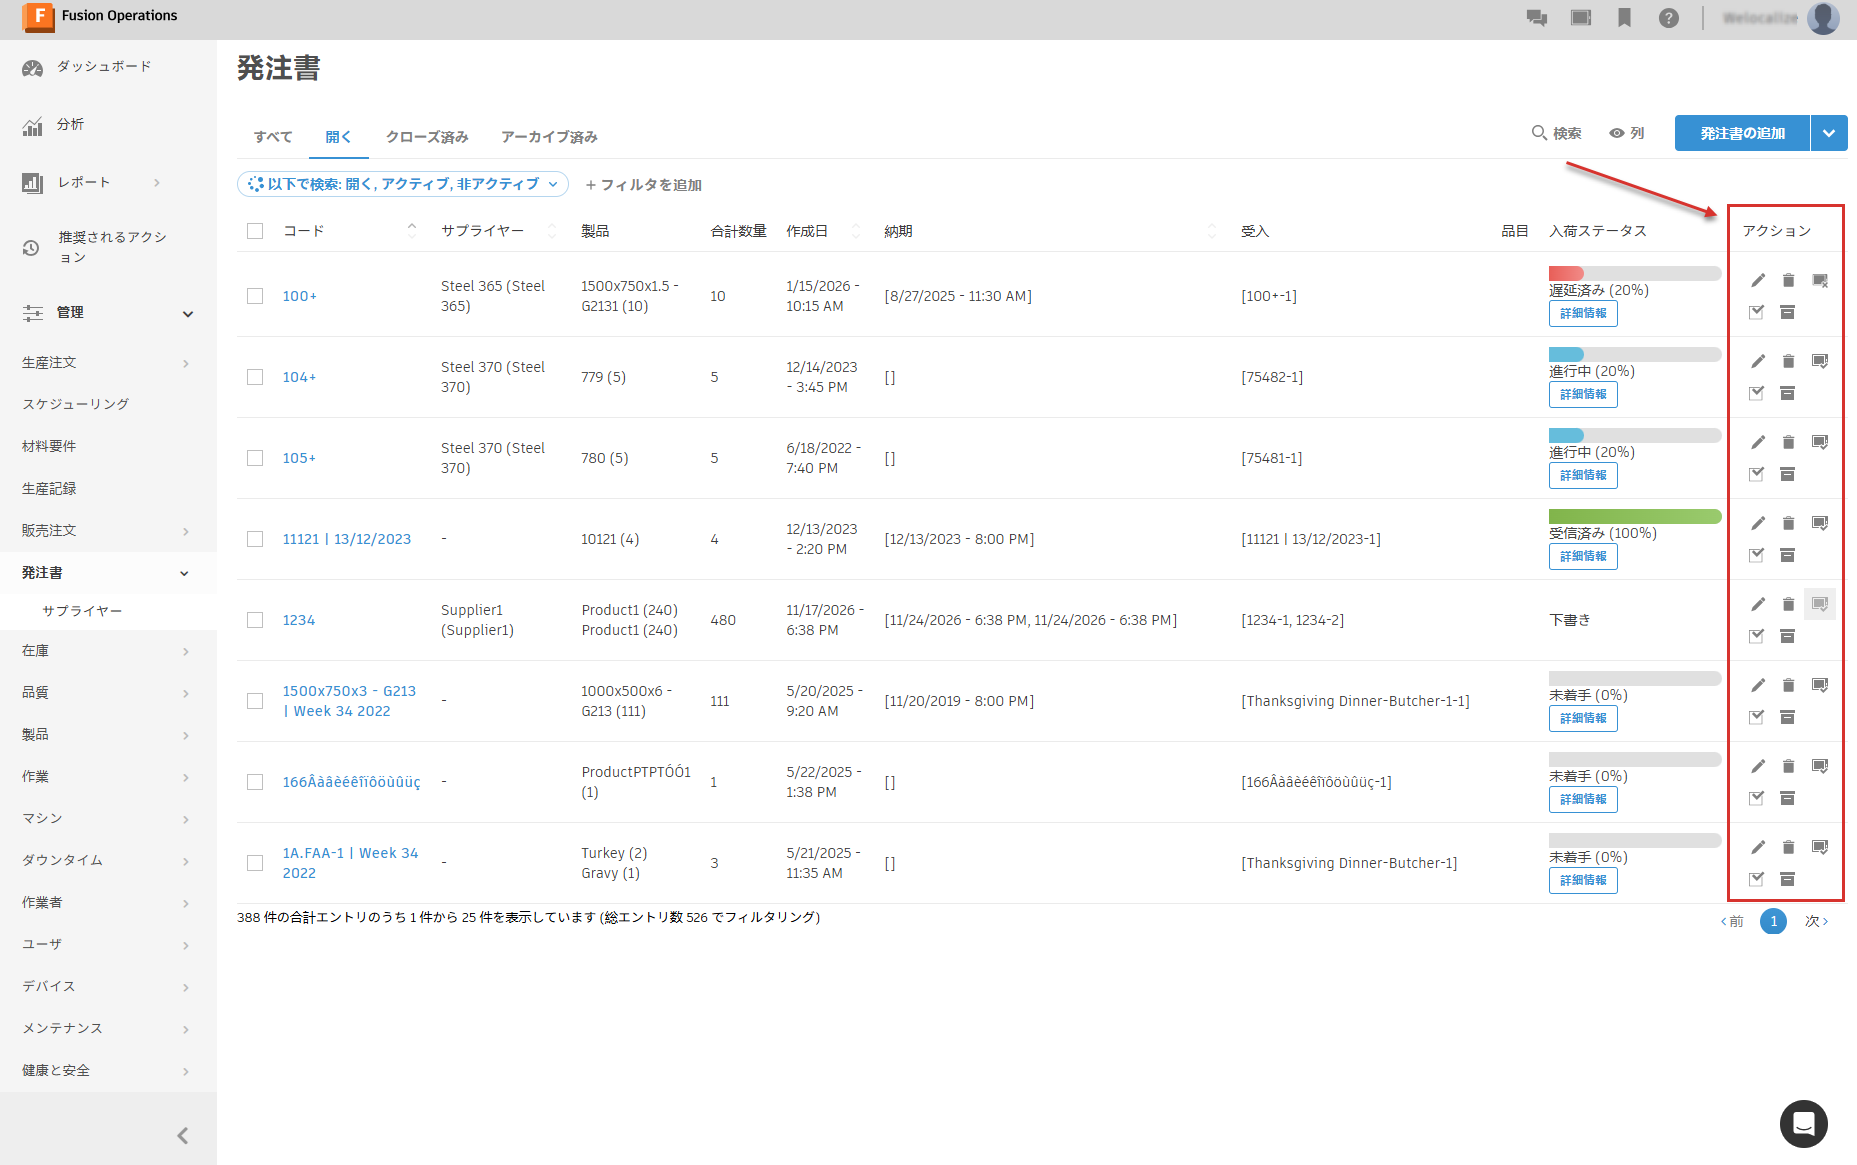 F Fusion Operations
ダッシュボード
分析
レポート
推奨されるアクシ
ョン
管理
生産注文
スケジューリング
材料要件
生産記録
販売注文
発注書
サプライヤー
在庫
品質
製品
作業
マシン
ダウンタイム
作業者
ユーザ
デバイス
メンテナンス
健康と安全
発注書
すべて 開く クローズ済み アーカイブ済み
検索 列 発注書の追加
以下で検索: 開く, アクティブ, 非アクティブ + フィルタを追加
コード サプライヤー 製品 合計数量 作成日 納期 受入 品目 入荷ステータス アクション
100+ Steel 365 (Steel 365) 1500x750x1.5 - G2131 (10) 10 1/15/2026 - 10:15 AM [8/27/2025 - 11:30 AM] [100+-1] 遅延済み (20%) 詳細情報
104+ Steel 370 (Steel 370) 779 (5) 5 12/14/2023 - 3:45 PM [] [75482-1] 進行中 (20%) 詳細情報
105+ Steel 370 (Steel 370) 780 (5) 5 6/18/2022 - 7:40 PM [] [75481-1] 進行中 (20%) 詳細情報
11121 | 13/12/2023 - 10121 (4) 4 12/13/2023 - 2:20 PM [12/13/2023 - 8:00 PM] [11121 | 13/12/2023-1] 受信済み (100%) 詳細情報
1234 Supplier1 (Supplier1) Product1 (240) Product1 (240) 480 11/17/2026 - 6:38 PM [11/24/2026 - 6:38 PM, 11/24/2026 - 6:38 PM] [1234-1, 1234-2] 下書き
1500x750x3 - G213 | Week 34 2022 - 1000x500x6 - G213 (111) 111 5/20/2025 - 9:20 AM [11/20/2019 - 8:00 PM] [Thanksgiving Dinner-Butcher-1-1] 未着手 (0%) 詳細情報
166Âàâèéêîïôöùûüç - ProductPTPTÓÓ1 (1) 1 5/22/2025 - 1:38 PM [] [166Âàâèéêîïôöùûüç-1] 未着手 (0%) 詳細情報
1A.FAA-1 | Week 34 2022 - Turkey (2) Gravy (1) 3 5/21/2025 - 11:35 AM [] [Thanksgiving Dinner-Butcher-1] 未着手 (0%) 詳細情報
388 件の合計エントリのうち 1 件から 25 件を表示しています (総エントリ数 526 でフィルタリング)
前 1 次